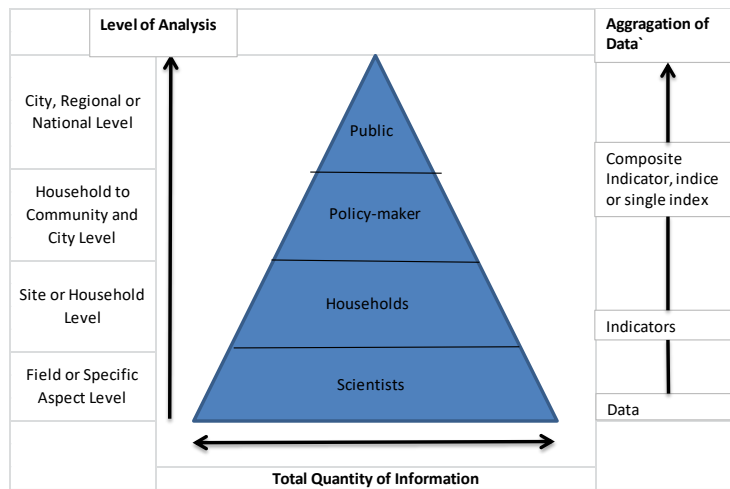 Level of Analysis
Aggragation of
Data`
City, Regional or
National Level
Public
Composite
Indicator, indice
or single index
Household to
Community and
City Level
Policy-maker
Site or Household
Level
Households
Indicators
Field or Specific
Aspect Level
Scientists
Data
Total Quantity of Information